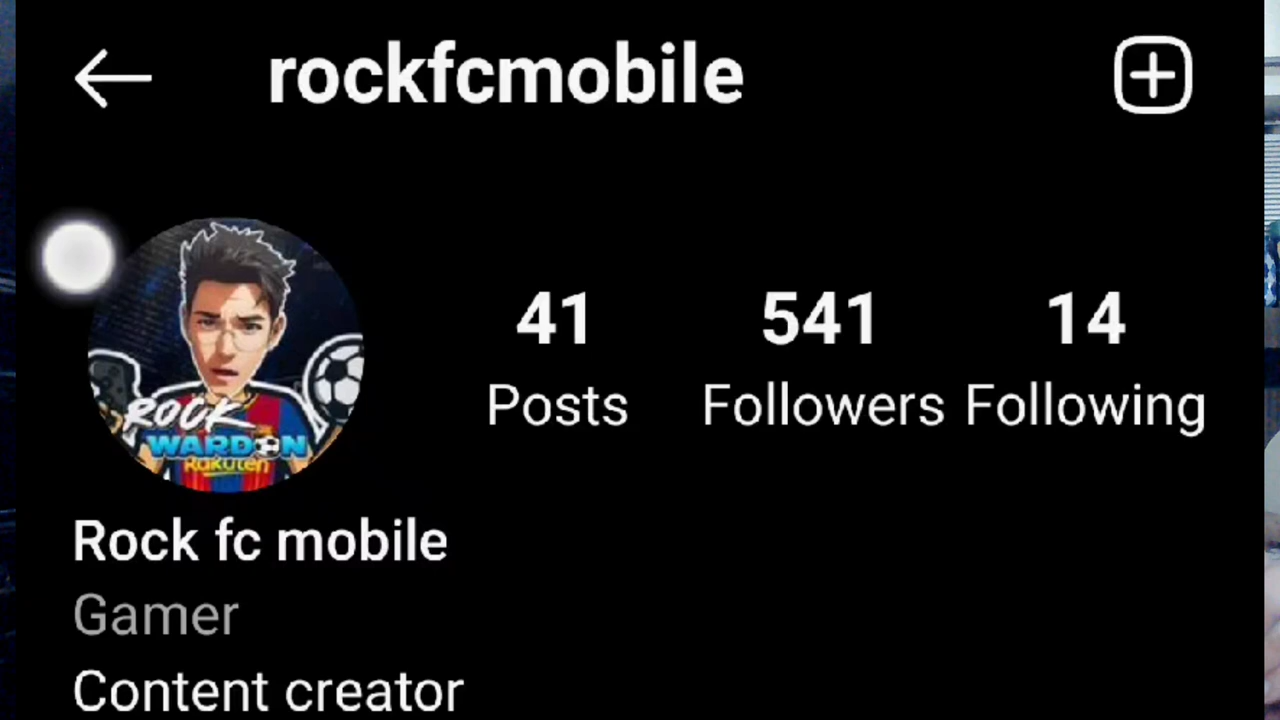 rockfcmobile
41 541 14
Posts Followers Following
ROCK
WARDON
Rakuten
Rock fc mobile
Gamer
Content creator